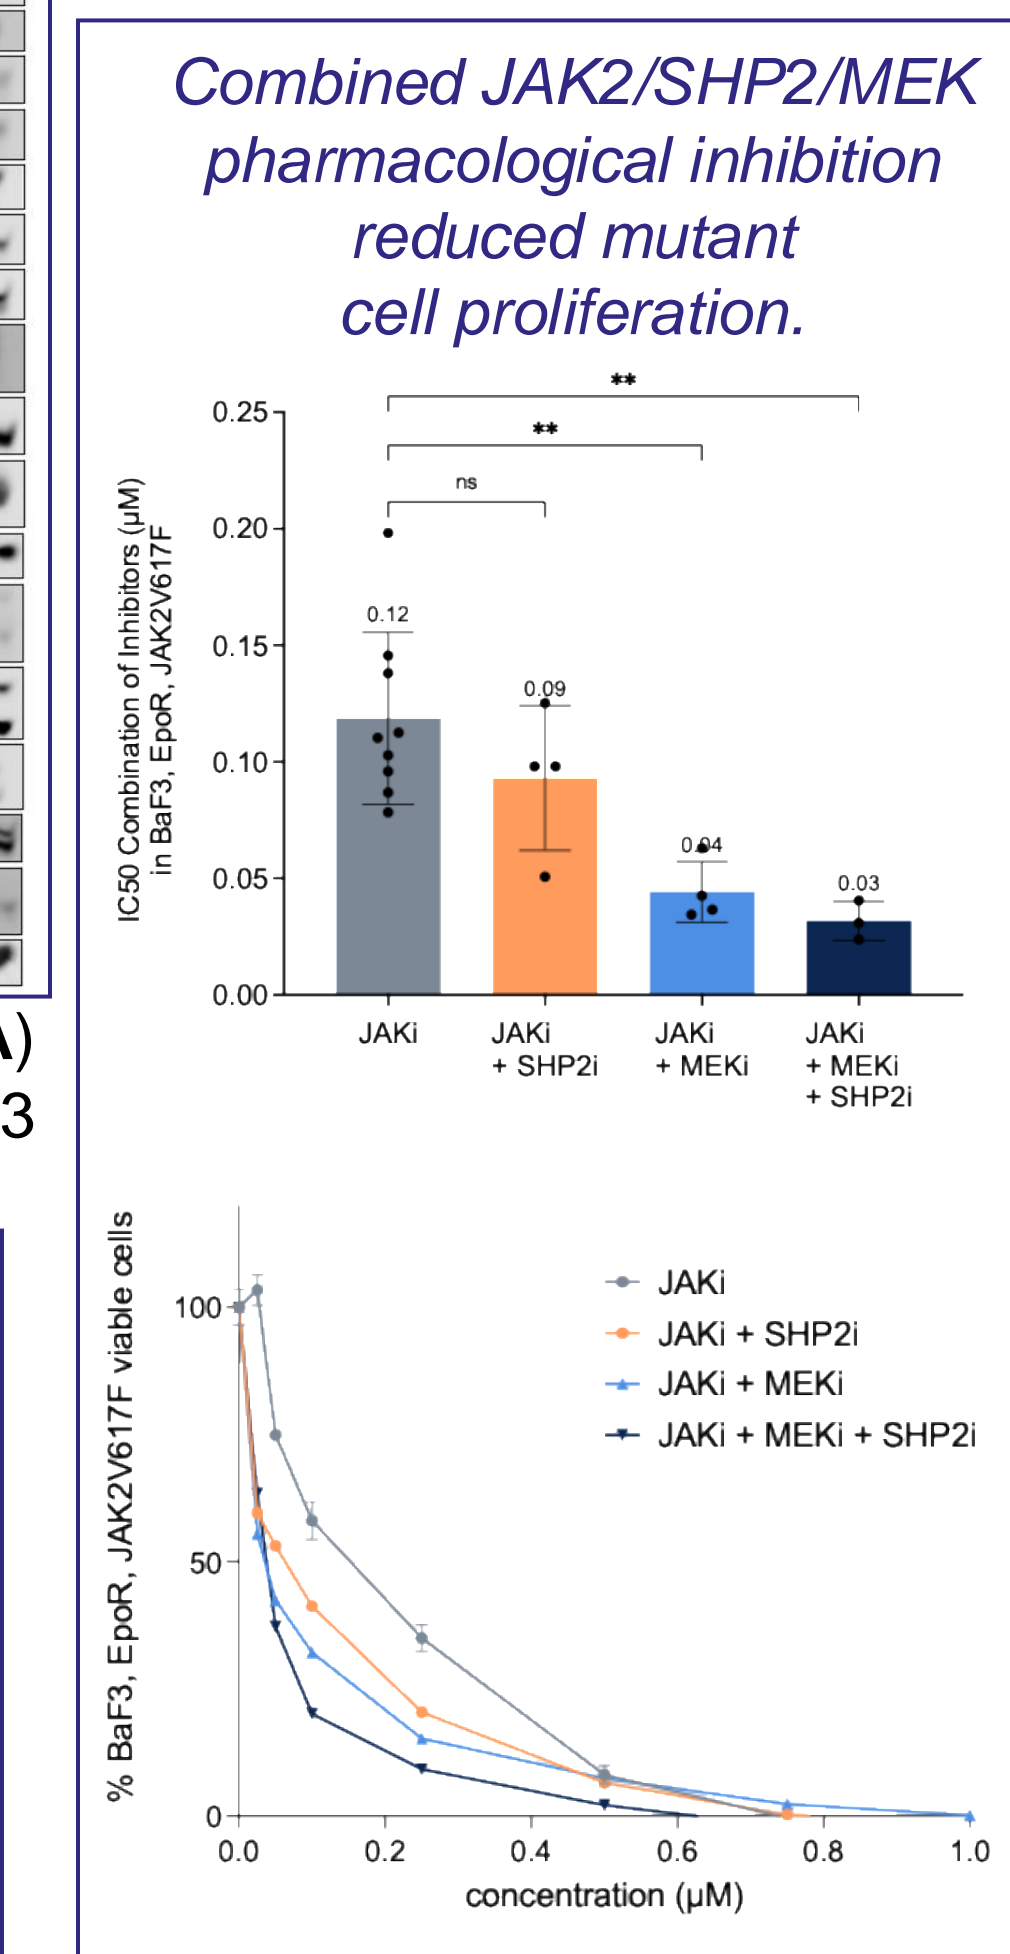 Combined JAK2/SHP2/MEK
pharmacological inhibition
reduced mutant
cell proliferation.
**
**
ns
IC50 Combination of Inhibitors (µM)
in BaF3, EpoR, JAK2V617F
0.25
0.20
0.15
0.10
0.05
0.00
0.12
0.09
0.04
0.03
JAKi
JAKi
+ SHP2i
JAKi
+ MEKi
JAKi
+ MEKi
+ SHP2i
)
3
% BaF3, EpoR, JAK2V617F viable cells
100
50
0
JAKi
JAKi + SHP2i
JAKi + MEKi
JAKi + MEKi + SHP2i
0.0
0.2
0.4
0.6
0.8
1.0
concentration (µM)